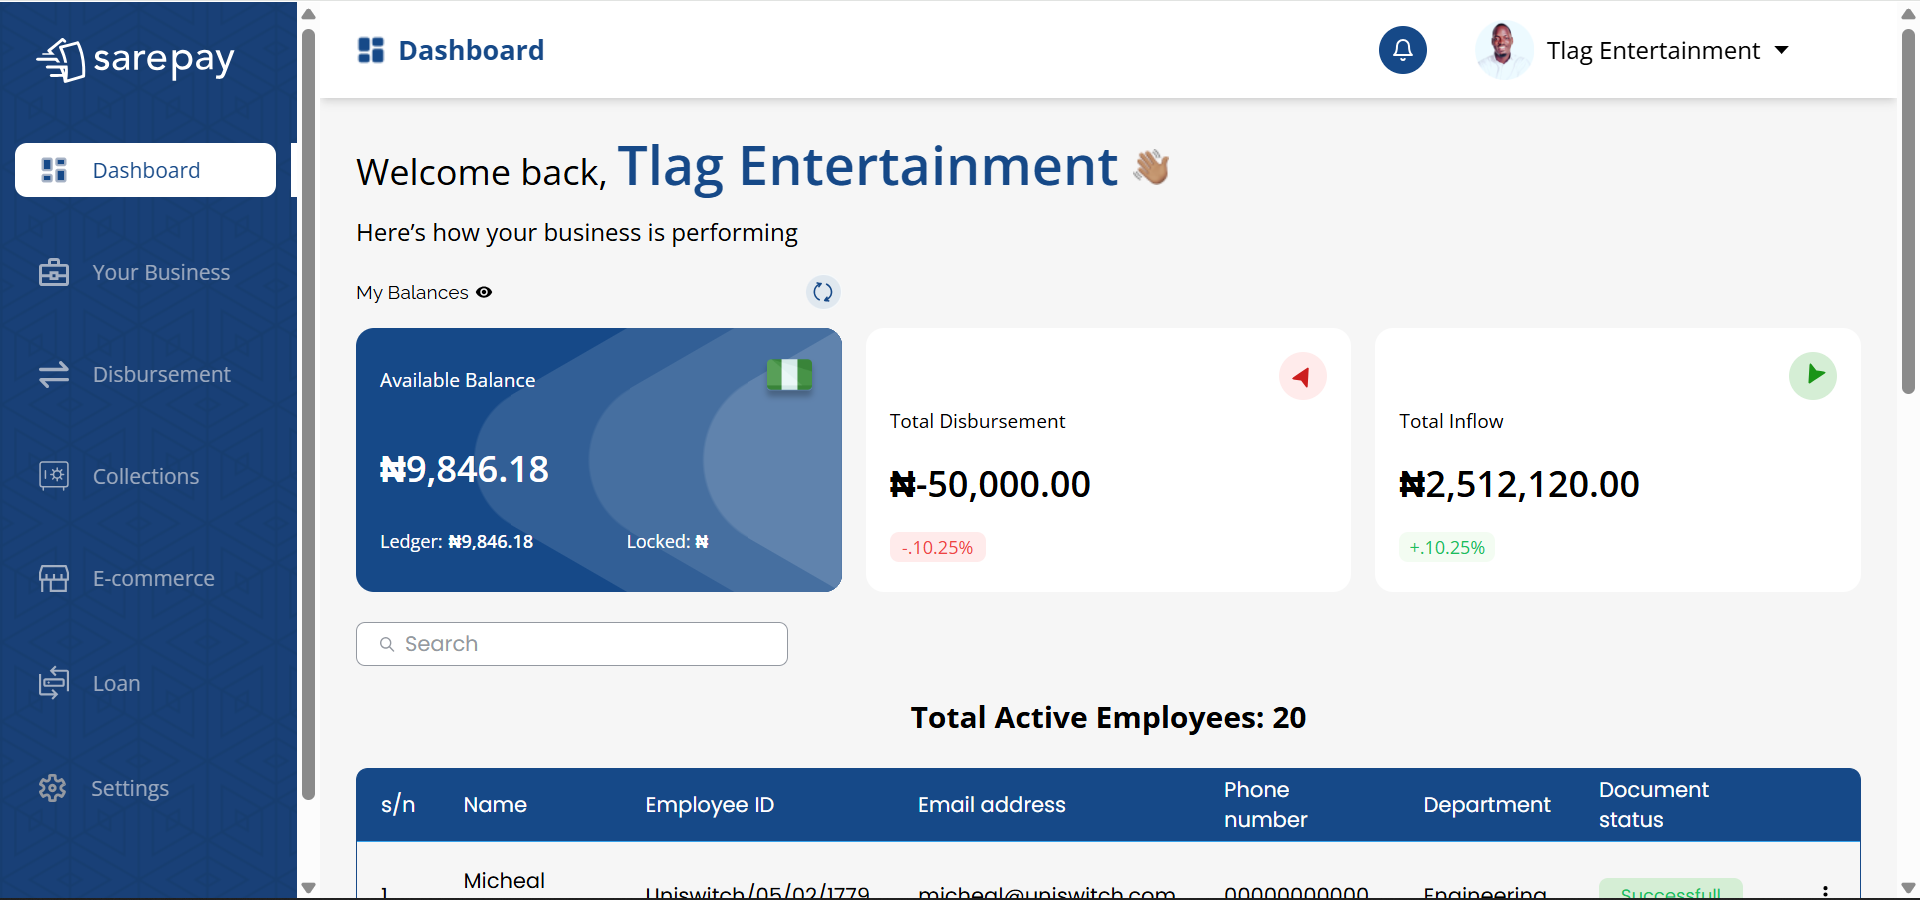 sarepay
Dashboard
Tlag Entertainment
Dashboard
Your Business
Disbursement
Collections
E-commerce
Loan
Settings
Welcome back, Tlag Entertainment
Here’s how your business is performing
My Balances
Available Balance
₦9,846.18
Ledger: ₦9,846.18
Locked: ₦
Total Disbursement
₦-50,000.00
-.10.25%
Total Inflow
₦2,512,120.00
+.10.25%
Search
Total Active Employees: 20
s/n Name Employee ID Email address Phone number Department Document status
1 Micheal Uniswitch/05/02/1779 micheal@uniswitch.com 00000000000 Engineering Successfull